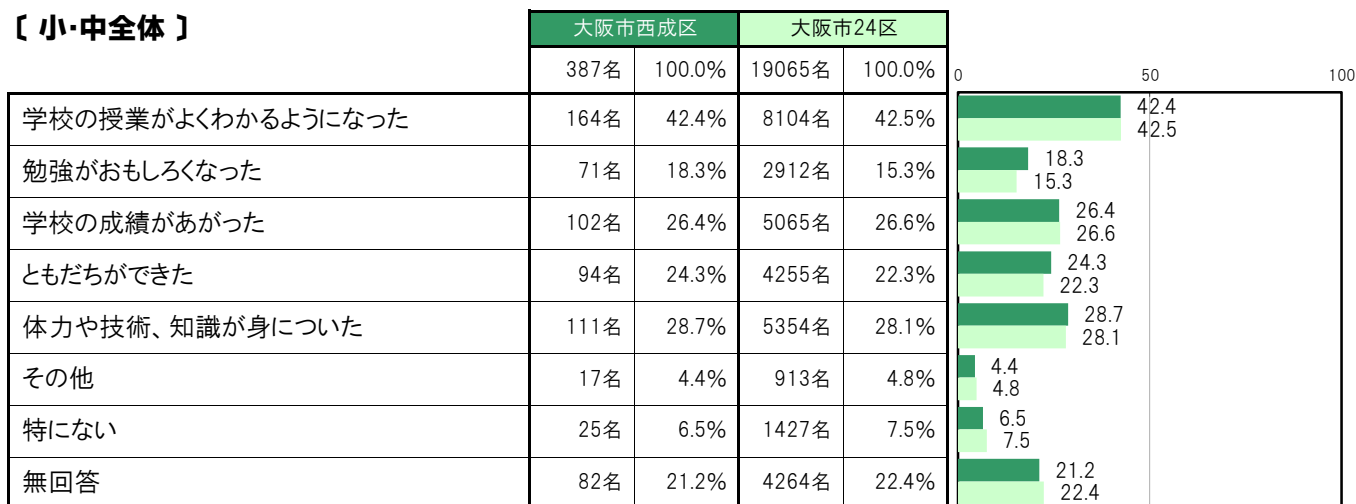 〔 小・中全体 〕
大阪市西成区 大阪市24区
387名 100.0% 19065名 100.0% 0 50 100
学校の授業がよくわかるようになった 164名 42.4% 8104名 42.5% 42.4
42.5
勉強がおもしろくなった 71名 18.3% 2912名 15.3% 18.3
15.3
学校の成績があがった 102名 26.4% 5065名 26.6% 26.4
26.6
ともだちができた 94名 24.3% 4255名 22.3% 24.3
22.3
体力や技術、知識が身についた 111名 28.7% 5354名 28.1% 28.7
28.1
その他 17名 4.4% 913名 4.8% 4.4
4.8
特にない 25名 6.5% 1427名 7.5% 6.5
7.5
無回答 82名 21.2% 4264名 22.4% 21.2
22.4